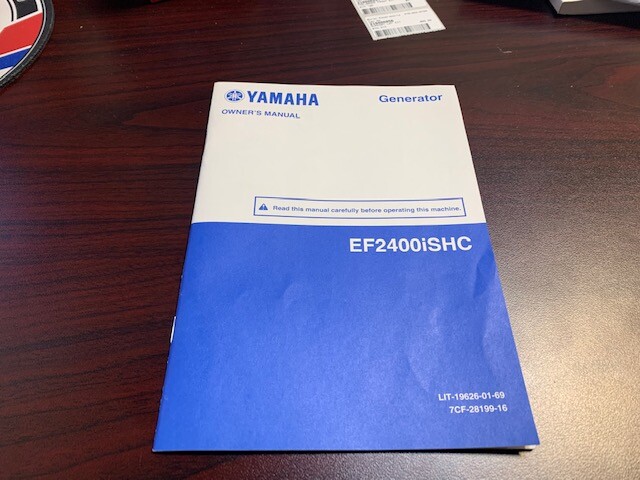 YAMAHA
Generator
OWNER'S MANUAL
Read this manual carefully before operating this machine.
EF2400iSHC
LIT-19626-01-69
7CF-28199-16